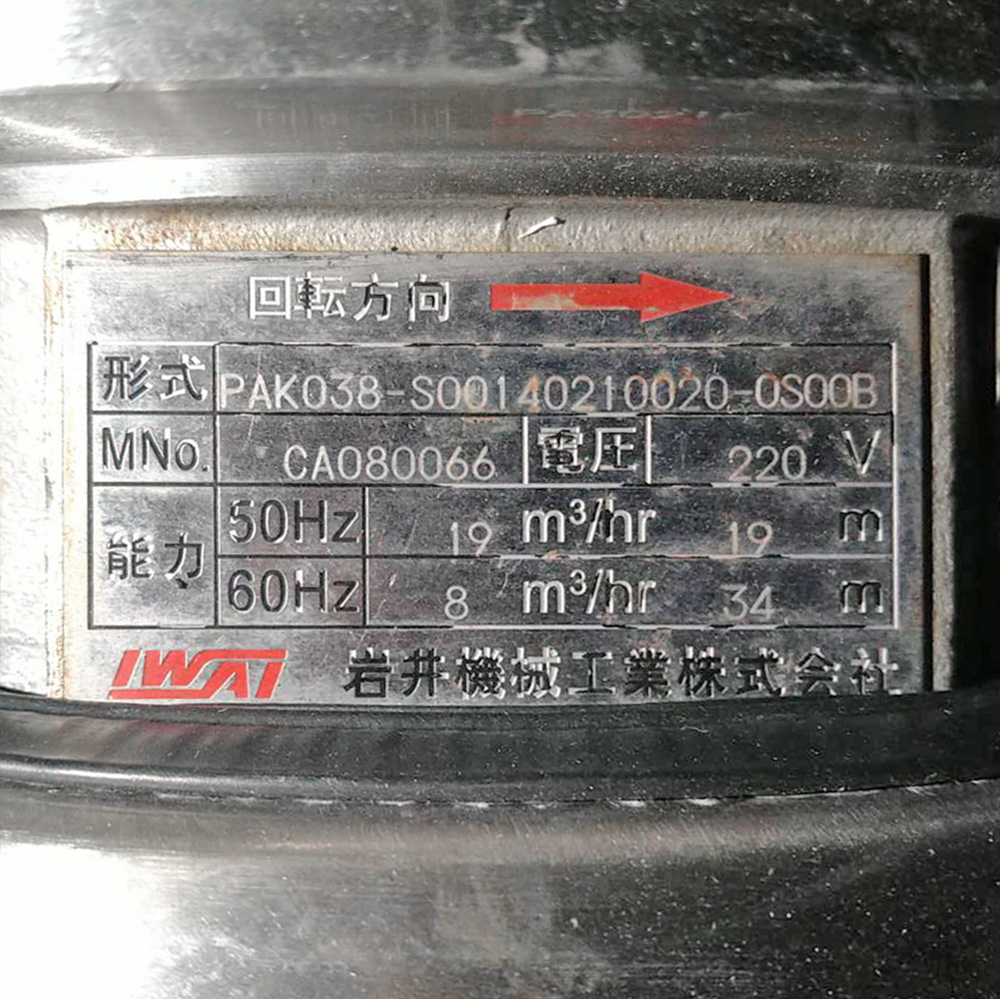 回転方向
形式 PAK038-S00140210020-0S00B
MNo. CA080066 電圧 220 V
能力 50Hz 19 m³/hr 19 m
60Hz 8 m³/hr 34 m
IWAI 岩井機械工業株式会社